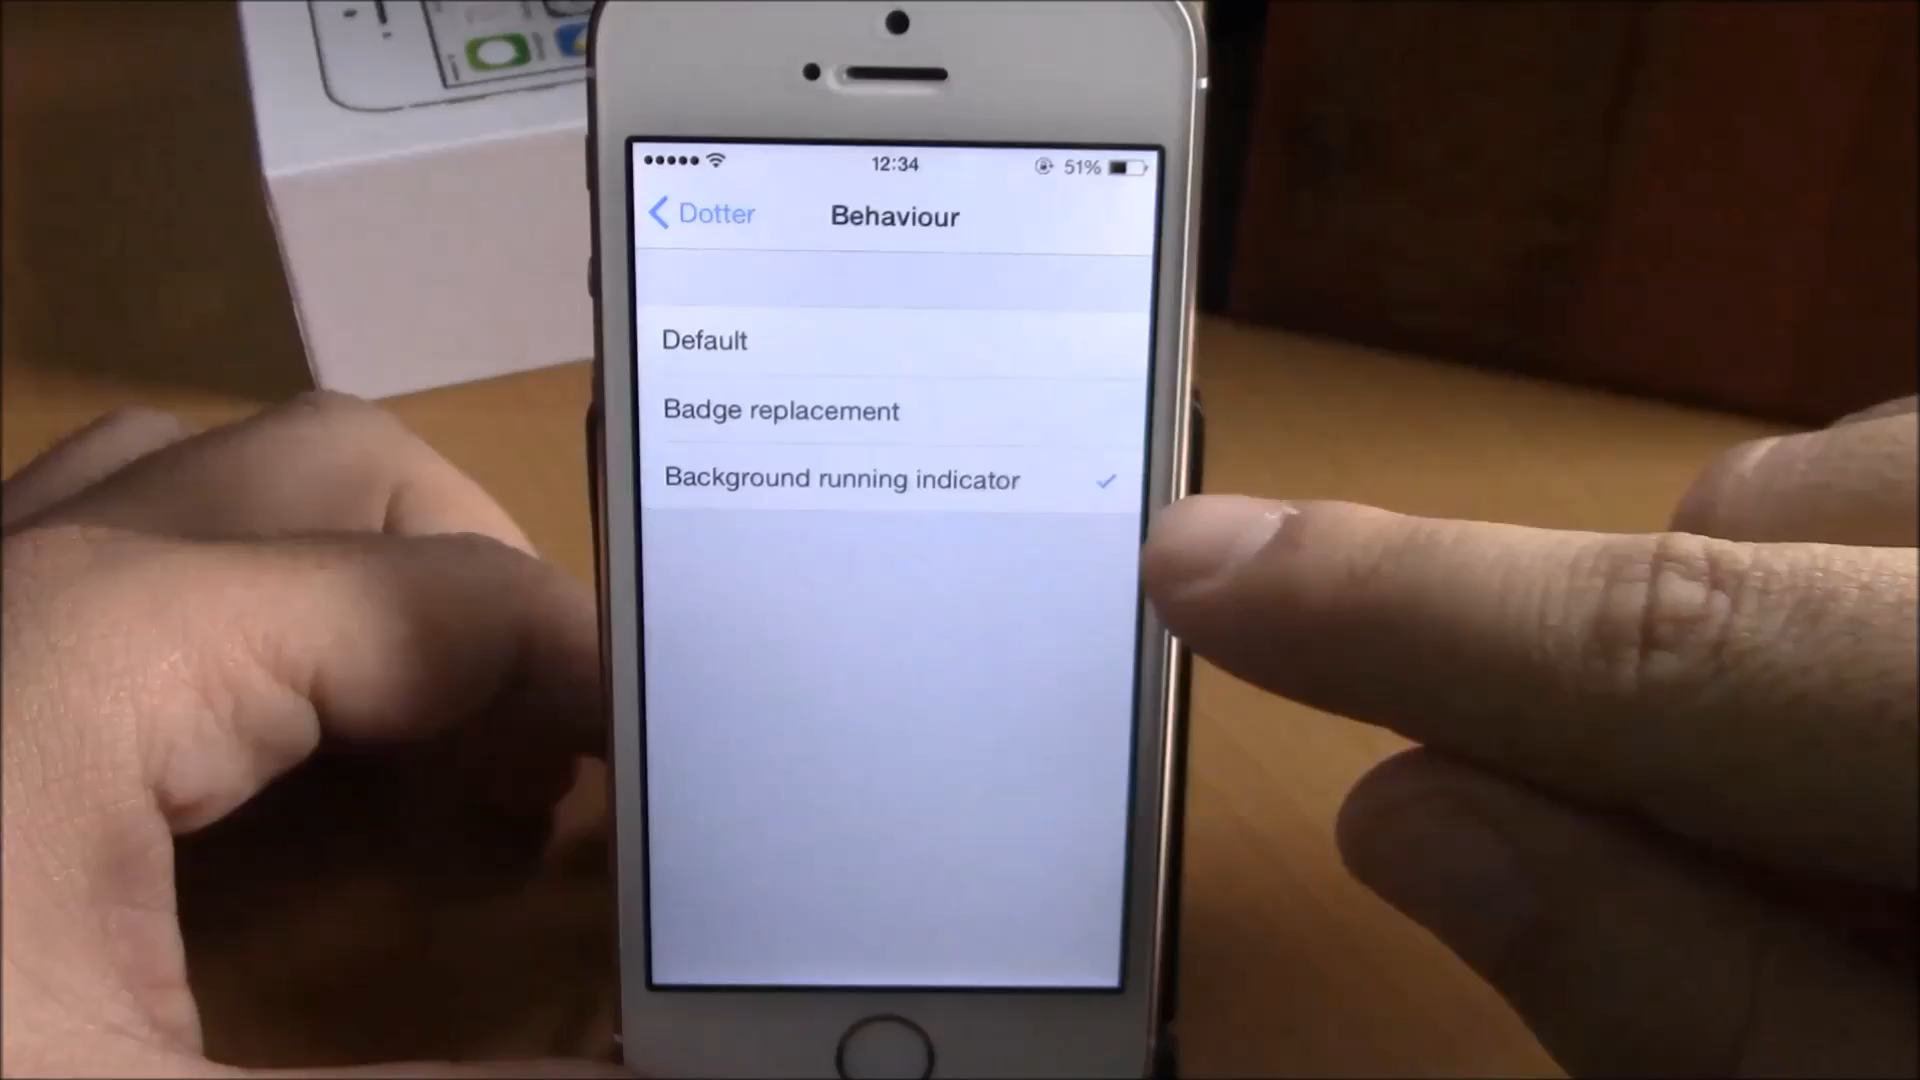 12:34
51%
Dotter
Behaviour
Default
Badge replacement
Background running indicator